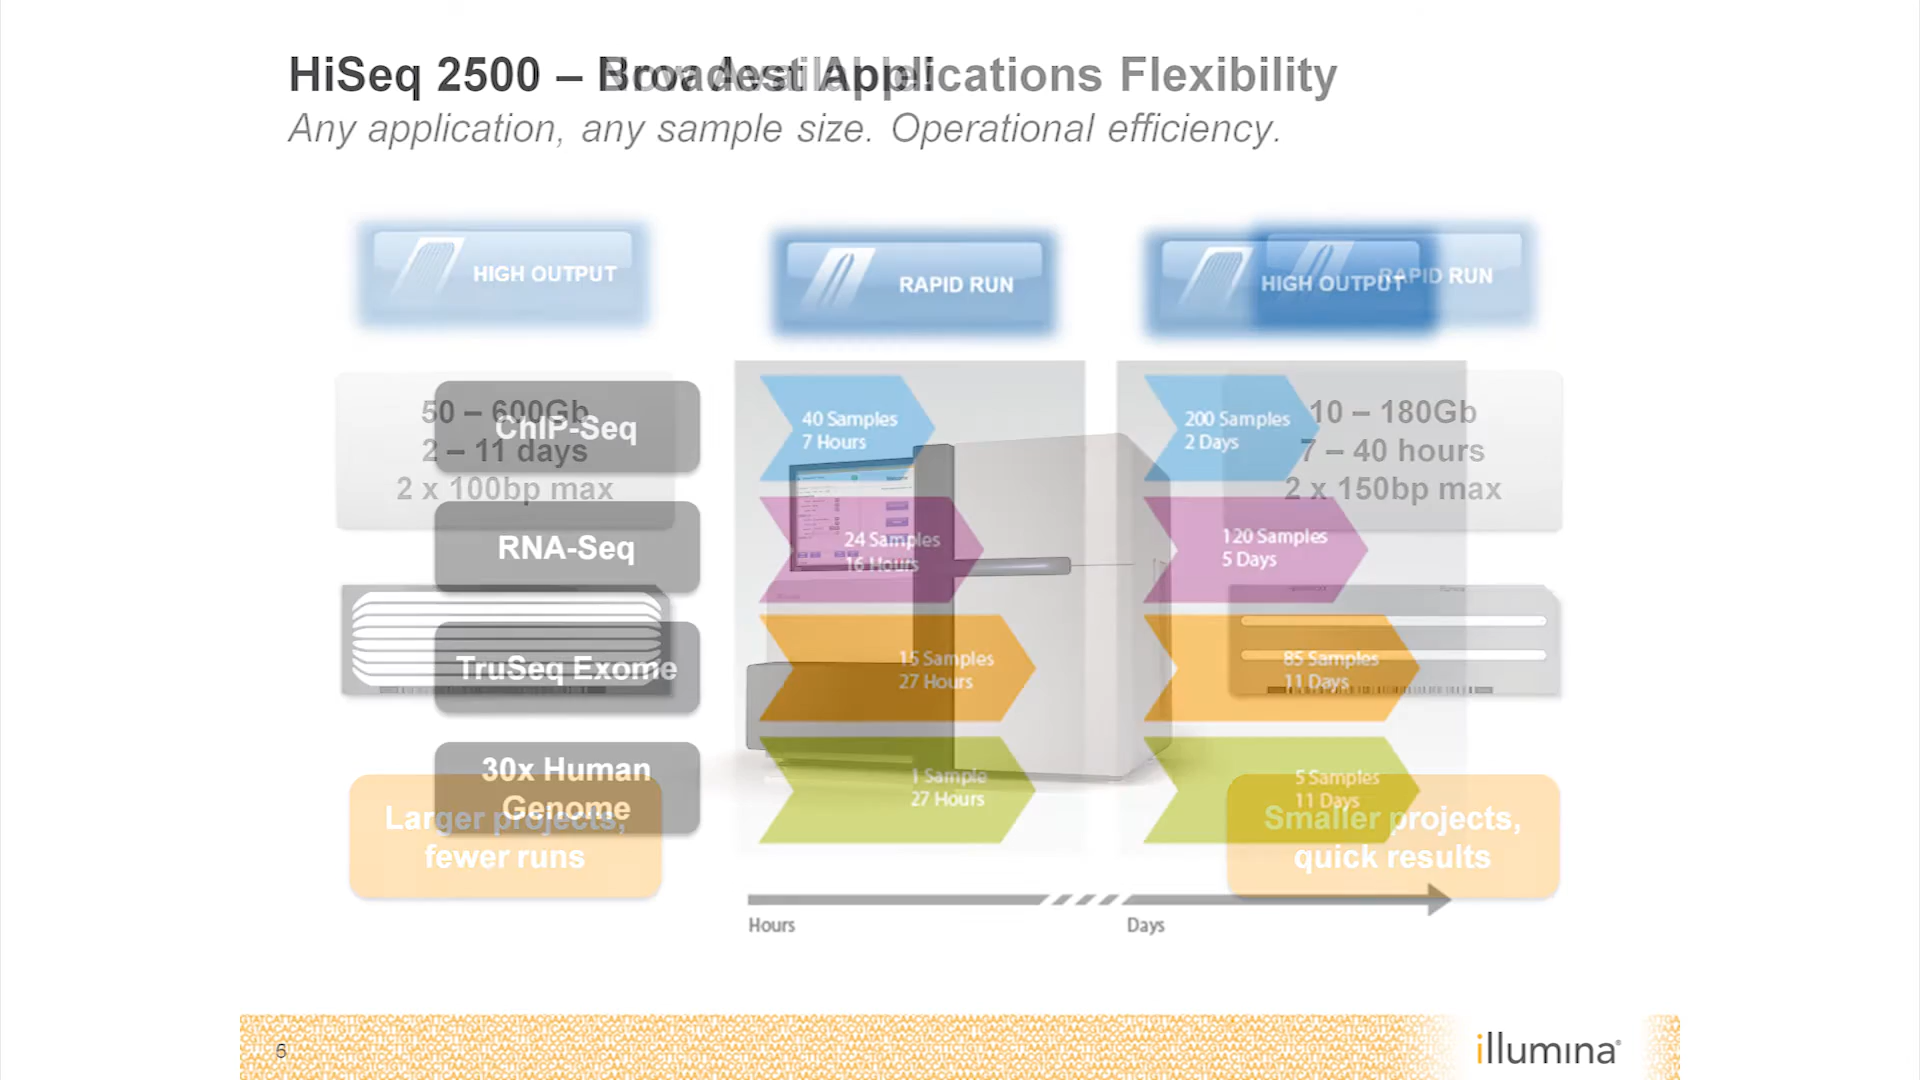 HiSeq 2500 – Broadest Applications Flexibility
Any application, any sample size. Operational efficiency.
HIGH OUTPUT
RAPID RUN
HIGH OUTPUT
RAPID RUN
50 – 600Gb
2 – 11 days
2 x 100bp max
ChIP-Seq
RNA-Seq
TruSeq Exome
30x Human
Genome
Larger projects,
fewer runs
40 Samples
7 Hours
24 Samples
16 Hours
15 Samples
27 Hours
1 Sample
27 Hours
200 Samples
2 Days
120 Samples
5 Days
85 Samples
11 Days
5 Samples
11 Days
10 – 180Gb
7 – 40 hours
2 x 150bp max
Smaller projects,
quick results
Hours
Days
illumina